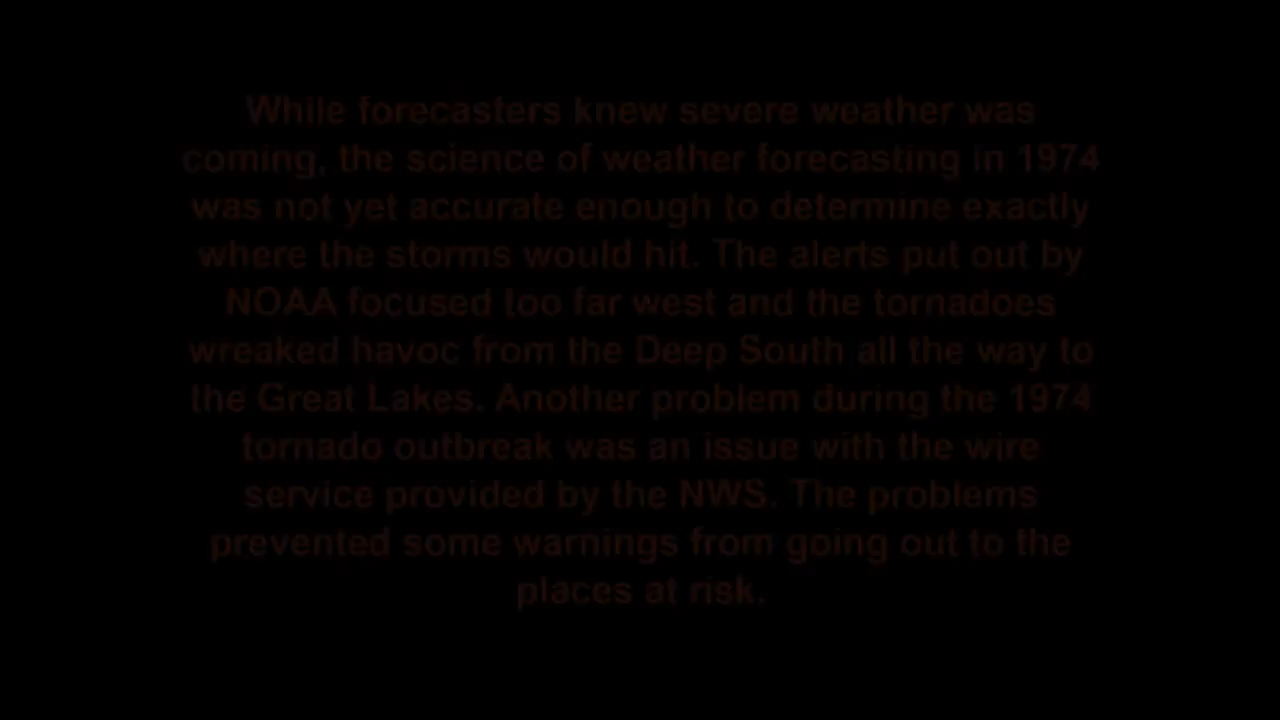 While forecasters knew severe weather was
coming, the science of weather forecasting in 1974
was not yet accurate enough to determine exactly
where the storms would hit. The alerts put out by
NOAA focused too far west and the tornadoes
wreaked havoc from the Deep South all the way to
the Great Lakes. Another problem during the 1974
tornado outbreak was an issue with the wire
service provided by the NWS. The problems
prevented some warnings from going out to the
places at risk.